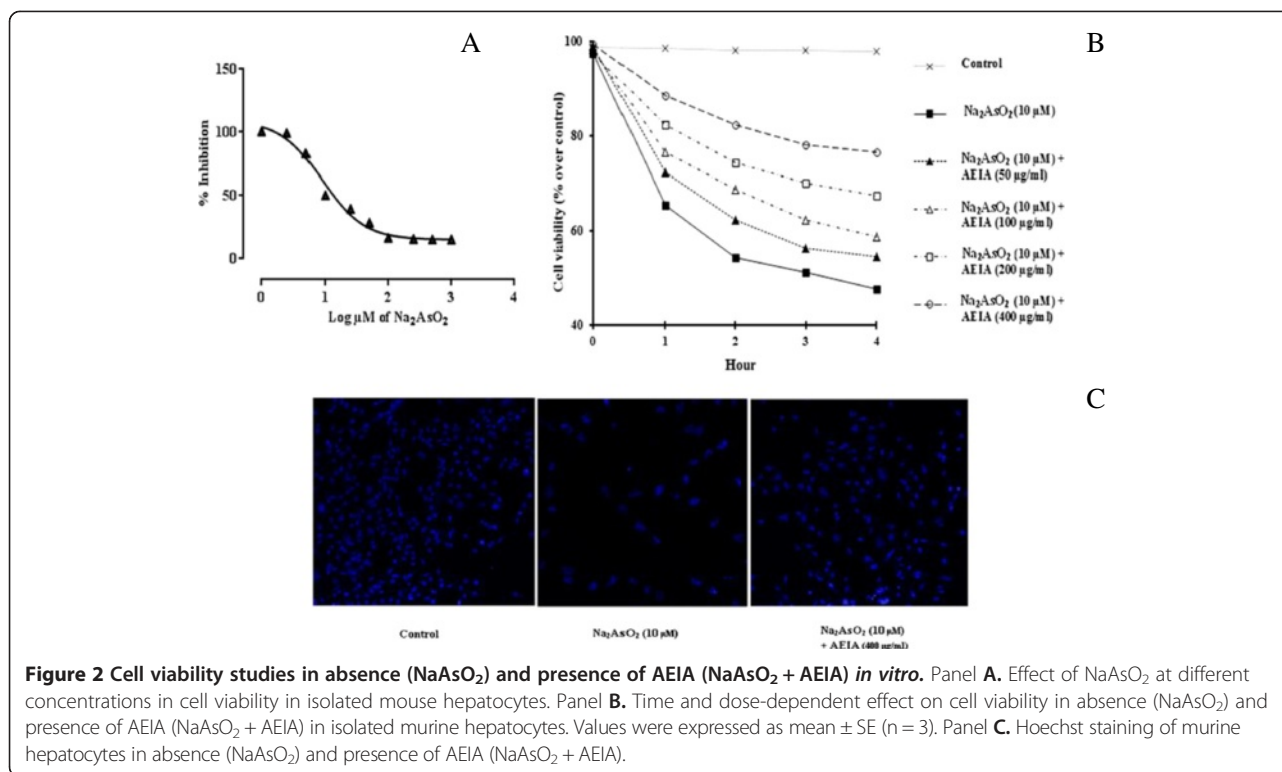 A
150
100
50
0
% Inhibition
0 1 2 3 4
Log µM of Na₂AsO₂
B
100
80
60
40
Cell viability (% over control)
0 1 2 3 4
Hour
Control
Na₂AsO₂ (10 µM)
Na₂AsO₂ (10 µM) +
AEIA (50 µg/ml)
Na₂AsO₂ (10 µM) +
AEIA (100 µg/ml)
Na₂AsO₂ (10 µM) +
AEIA (200 µg/ml)
Na₂AsO₂ (10 µM) +
AEIA (400 µg/ml)
C
Control
Na₂AsO₂ (10 µM)
Na₂AsO₂ (10 µM)
+ AEIA (400 µg/ml)
Figure 2 Cell viability studies in absence (NaAsO₂) and presence of AEIA (NaAsO₂ + AEIA) in vitro. Panel A. Effect of NaAsO₂ at different
concentrations in cell viability in isolated mouse hepatocytes. Panel B. Time and dose-dependent effect on cell viability in absence (NaAsO₂) and
presence of AEIA (NaAsO₂ + AEIA) in isolated murine hepatocytes. Values were expressed as mean ± SE (n = 3). Panel C. Hoechst staining of murine
hepatocytes in absence (NaAsO₂) and presence of AEIA (NaAsO₂ + AEIA).